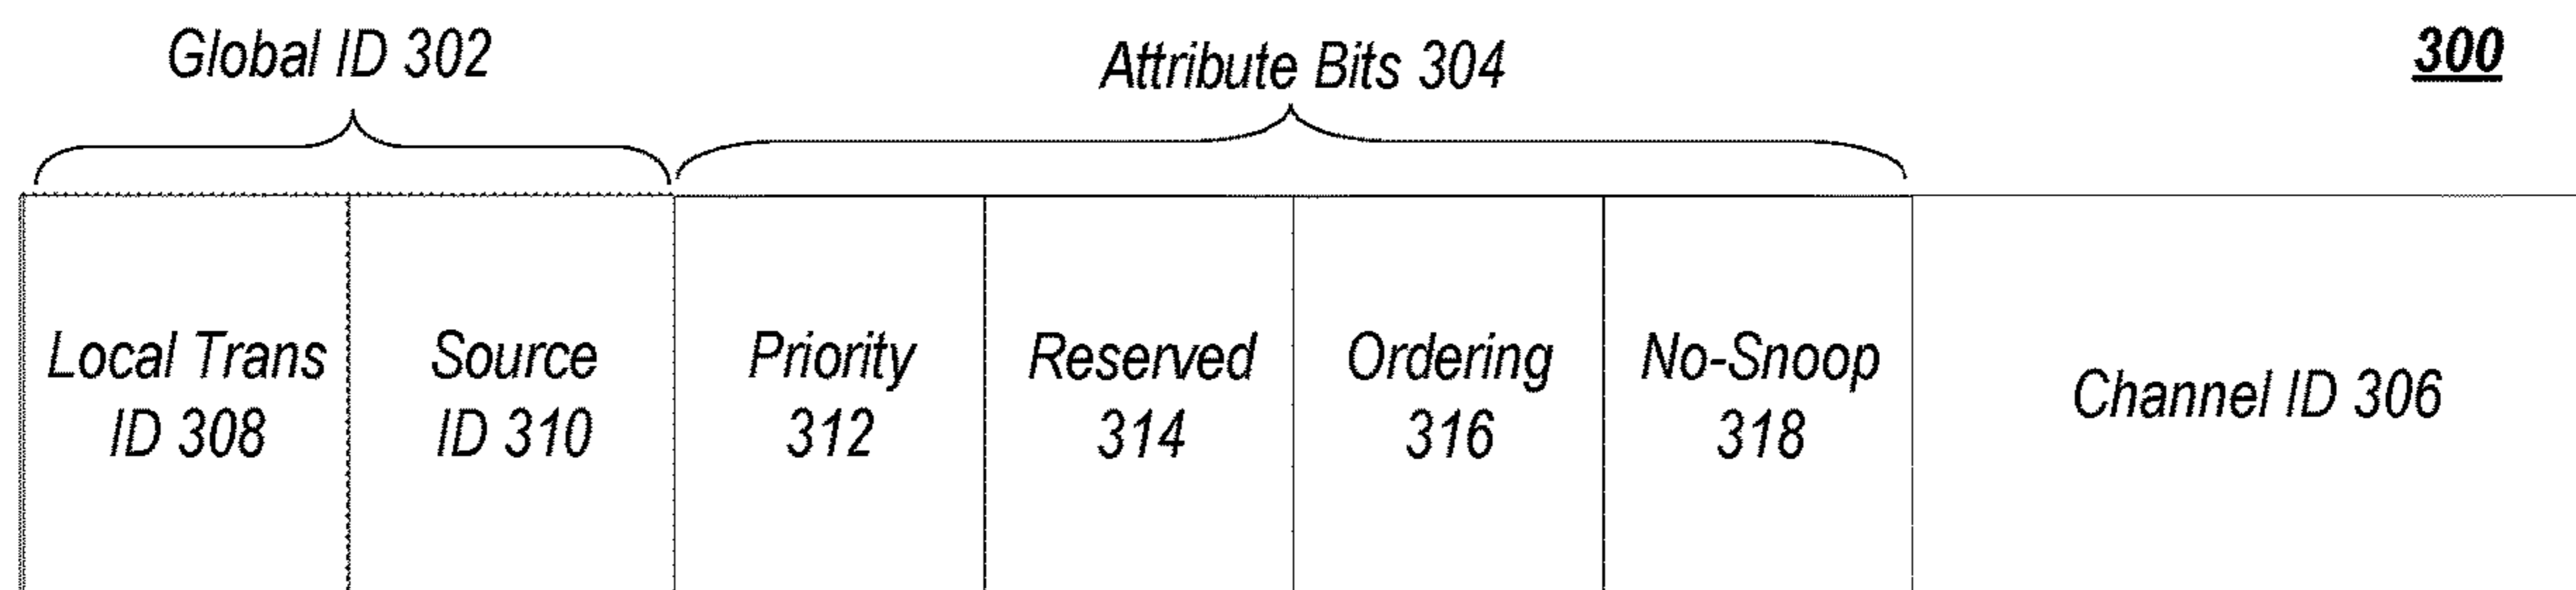 Global ID 302
Attribute Bits 304
300
Local Trans
ID 308
Source
ID 310
Priority
312
Reserved
314
Ordering
316
No-Snoop
318
Channel ID 306